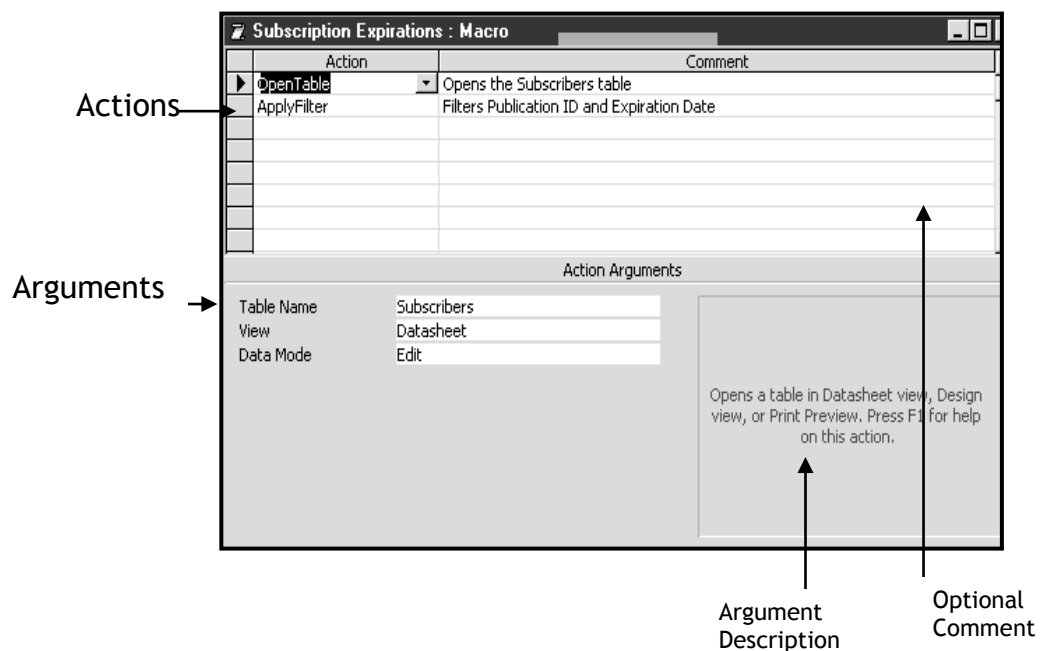 Subscription Expirations : Macro
Action Comment
OpenTable Opens the Subscribers table
Actions
ApplyFilter Filters Publication ID and Expiration Date
Action Arguments
Arguments
Table Name Subscribers
View Datasheet
Data Mode Edit
Opens a table in Datasheet view, Design
view, or Print Preview. Press F1 for help
on this action.
Argument
Description
Optional
Comment